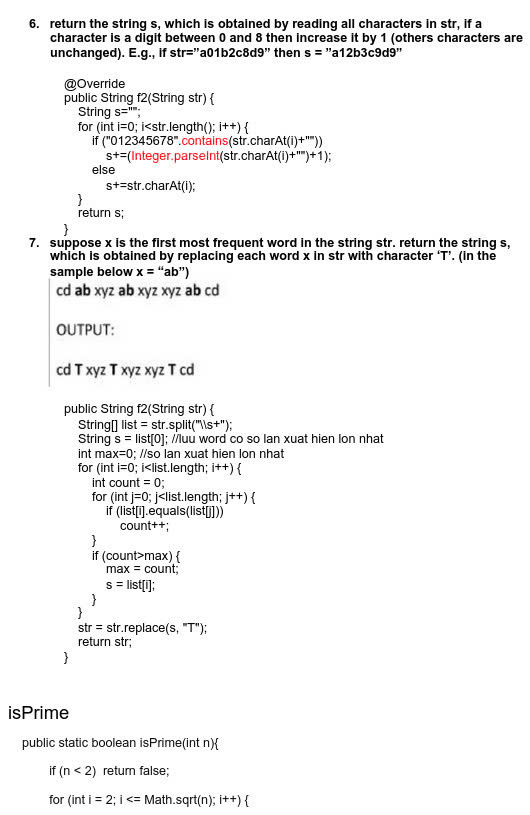 6. return the string s, which is obtained by reading all characters in str, if a
character is a digit between 0 and 8 then increase it by 1 (others characters are
unchanged). E.g., if str=”a01b2c8d9” then s = ”a12b3c9d9”
@Override
public String f2(String str) {
String s="";
for (int i=0; i<str.length(); i++) {
if ("012345678".contains(str.charAt(i)+""))
s+=(Integer.parseInt(str.charAt(i)+"")+1);
else
s+=str.charAt(i);
}
return s;
}
7. suppose x is the first most frequent word in the string str. return the string s,
which is obtained by replacing each word x in str with character ‘T’. (in the
sample below x = “ab”)
cd ab xyz ab xyz xyz ab cd
OUTPUT:
cd T xyz T xyz xyz T cd
public String f2(String str) {
String[] list = str.split("\\s+");
String s = list[0]; //luu word co so lan xuat hien lon nhat
int max=0; //so lan xuat hien lon nhat
for (int i=0; i<list.length; i++) {
int count = 0;
for (int j=0; j<list.length; j++) {
if (list[i].equals(list[j]))
count++;
}
if (count>max) {
max = count;
s = list[i];
}
}
str = str.replace(s, "T");
return str;
}
isPrime
public static boolean isPrime(int n){
if (n < 2) return false;
for (int i = 2; i <= Math.sqrt(n); i++) {